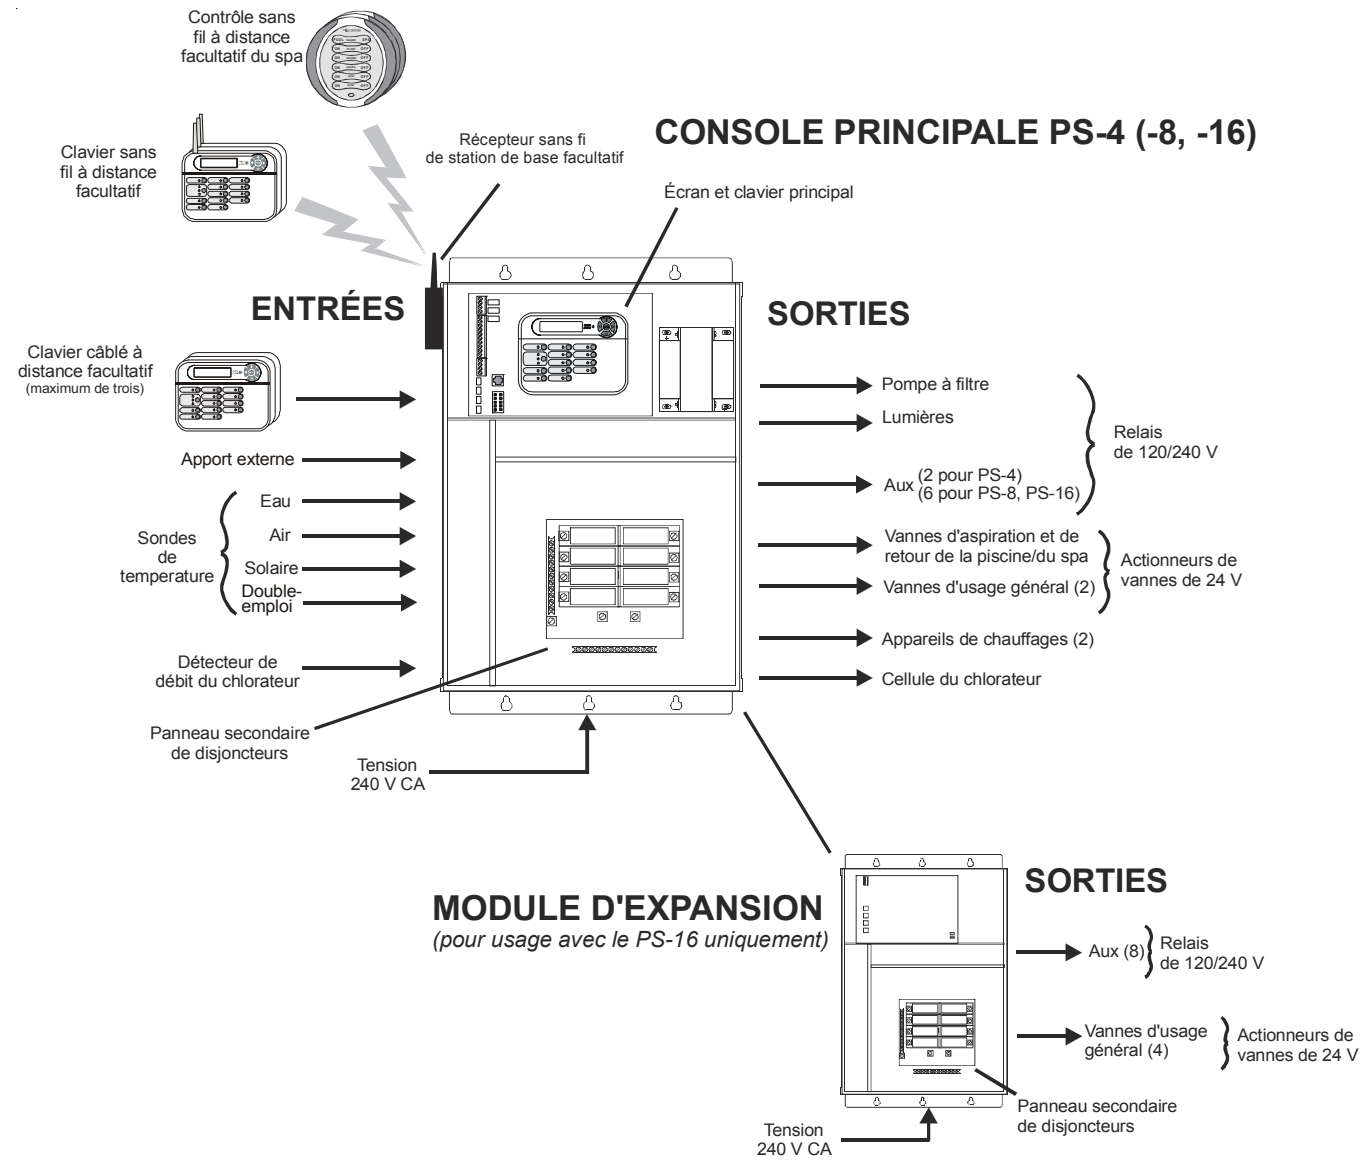 Contrôle sans
fil à distance
facultatif du spa
Clavier sans
fil à distance
facultatif
Récepteur sans fi
de station de base facultatif
CONSOLE PRINCIPALE PS-4 (-8, -16)
Écran et clavier principal
ENTRÉES
SORTIES
Clavier câblé à
distance facultatif
(maximum de trois)
Apport externe
Eau
Air
Solaire
Double-
emploi
Sondes
de
temperature
Détecteur de
débit du chlorateur
Panneau secondaire
de disjoncteurs
Tension
240 V CA
Pompe à filtre
Lumières
Aux (2 pour PS-4)
(6 pour PS-8, PS-16)
Relais
de 120/240 V
Vannes d'aspiration et de
retour de la piscine/du spa
Vannes d'usage général (2)
Actionneurs de
vannes de 24 V
Appareils de chauffages (2)
Cellule du chlorateur
MODULE D'EXPANSION
(pour usage avec le PS-16 uniquement)
SORTIES
Aux (8)
Relais
de 120/240 V
Vannes d'usage
général (4)
Actionneurs de
vannes de 24 V
Panneau secondaire
de disjoncteurs
Tension
240 V CA